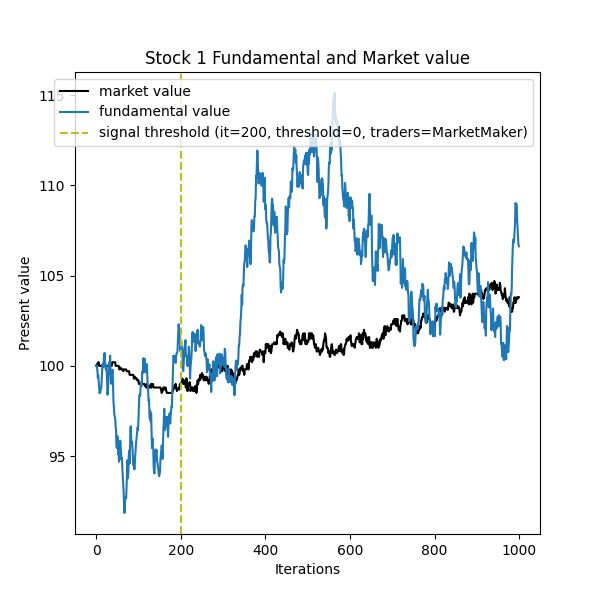 Stock 1 Fundamental and Market value
market value
fundamental value
signal threshold (it=200, threshold=0, traders=MarketMaker)
115
110
105
100
95
Present value
0 200 400 600 800 1000
Iterations